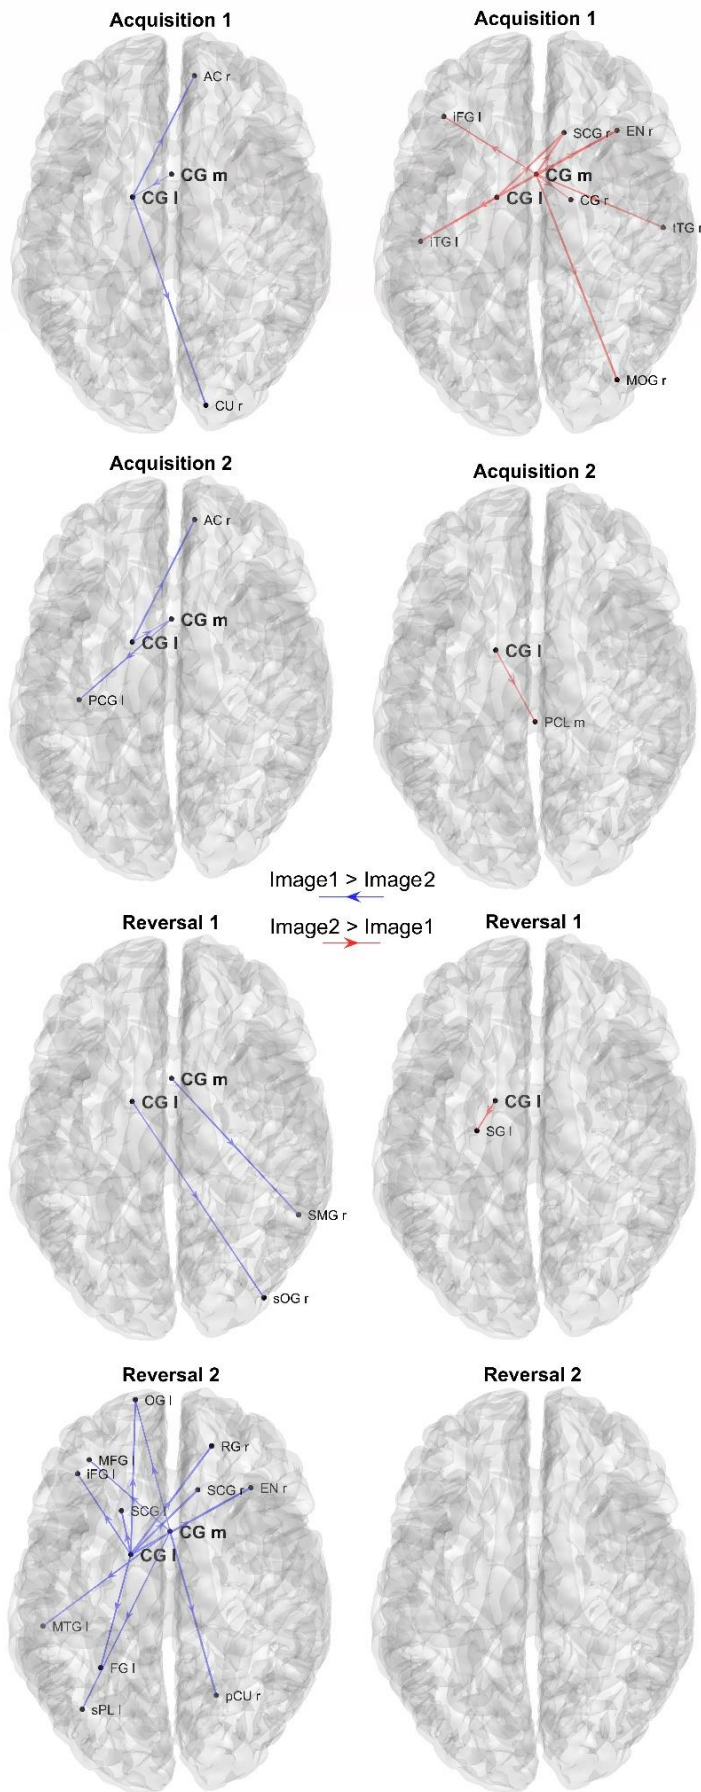 Acquisition 1
AC r
CG m
CG l
CU r
Acquisition 1
iFG l
SCG r
EN r
CG m
CG l
CG r
iTG l
tTG r
MOG r
Acquisition 2
AC r
CG m
CG l
PCG l
Acquisition 2
CG l
PCL m
Image1 > Image2
Image2 > Image1
Reversal 1
CG m
CG l
SMG r
sOG r
Reversal 1
CG l
SG l
Reversal 2
OG l
RG r
MFG l
iFG l
SCG r
EN r
SCG l
CG m
CG l
MTG l
FG l
sPL l
pCU r
Reversal 2